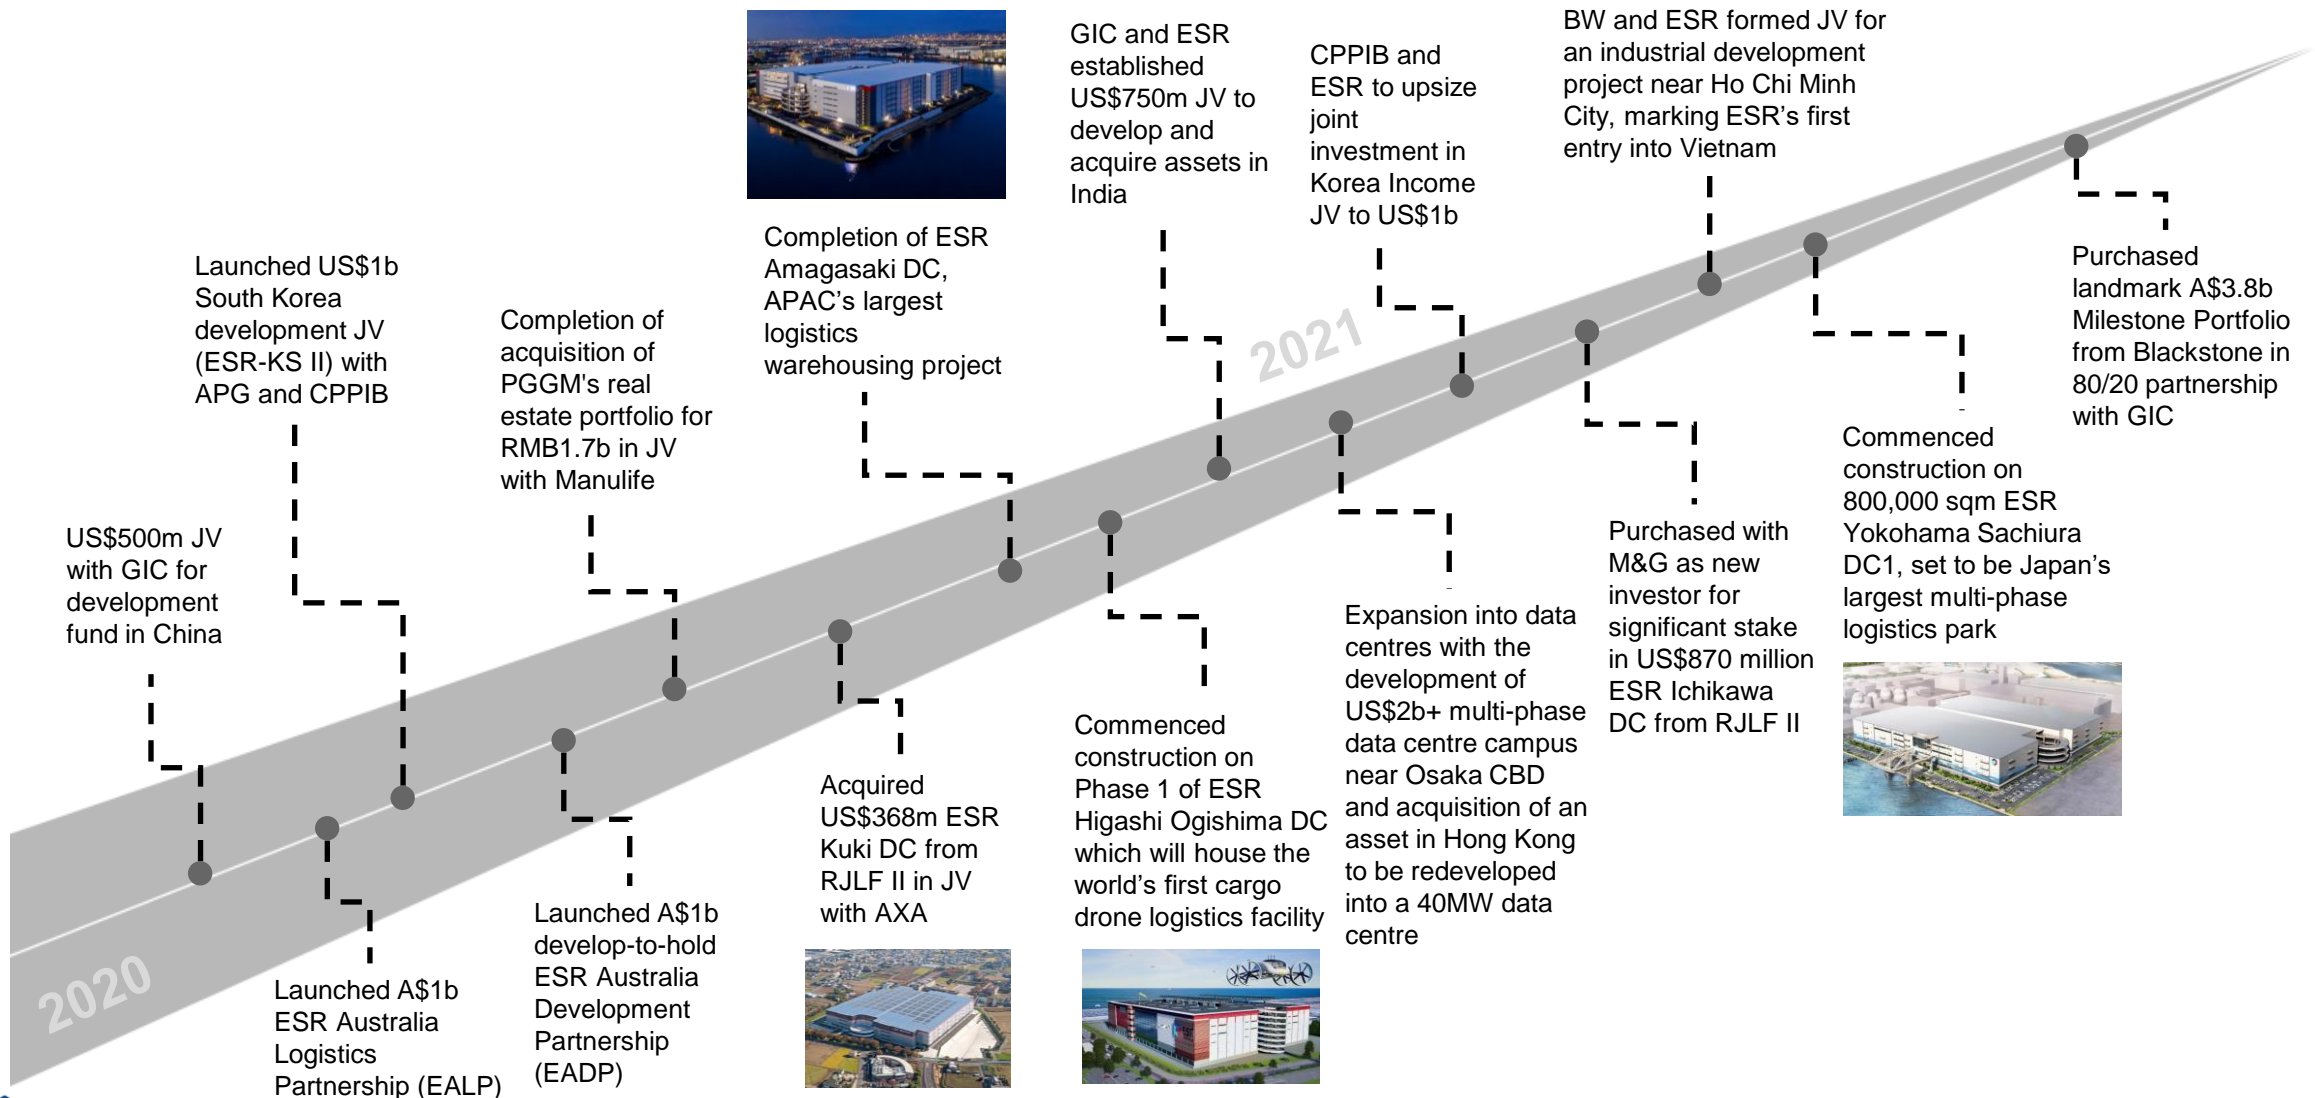 US$500m JV
with GIC for
development
fund in China
Launched A$1b
ESR Australia
Logistics
Partnership (EALP)
Launched US$1b
South Korea
development JV
(ESR-KS II) with
APG and CPPIB
Launched A$1b
develop-to-hold
ESR Australia
Development
Partnership
(EADP)
Completion of
acquisition of
PGGM's real
estate portfolio for
RMB1.7b in JV
with Manulife
Acquired
US$368m ESR
Kuki DC from
RJLF II in JV
with AXA
Completion of ESR
Amagasaki DC,
APAC’s largest
logistics
warehousing project
Commenced
construction on
Phase 1 of ESR
Higashi Ogishima DC
which will house the
world’s first cargo
drone logistics facility
GIC and ESR
established
US$750m JV to
develop and
acquire assets in
India
Expansion into data
centres with the
development of
US$2b+ multi-phase
data centre campus
near Osaka CBD
and acquisition of an
asset in Hong Kong
to be redeveloped
into a 40MW data
centre
CPPIB and
ESR to upsize
joint
investment in
Korea Income
JV to US$1b
Purchased with
M&G as new
investor for
significant stake
in US$870 million
ESR Ichikawa
DC from RJLF II
BW and ESR formed JV for
an industrial development
project near Ho Chi Minh
City, marking ESR’s first
entry into Vietnam
Commenced
construction on
800,000 sqm ESR
Yokohama Sachiura
DC1, set to be Japan’s
largest multi-phase
logistics park
Purchased
landmark A$3.8b
Milestone Portfolio
from Blackstone in
80/20 partnership
with GIC
2020
2021